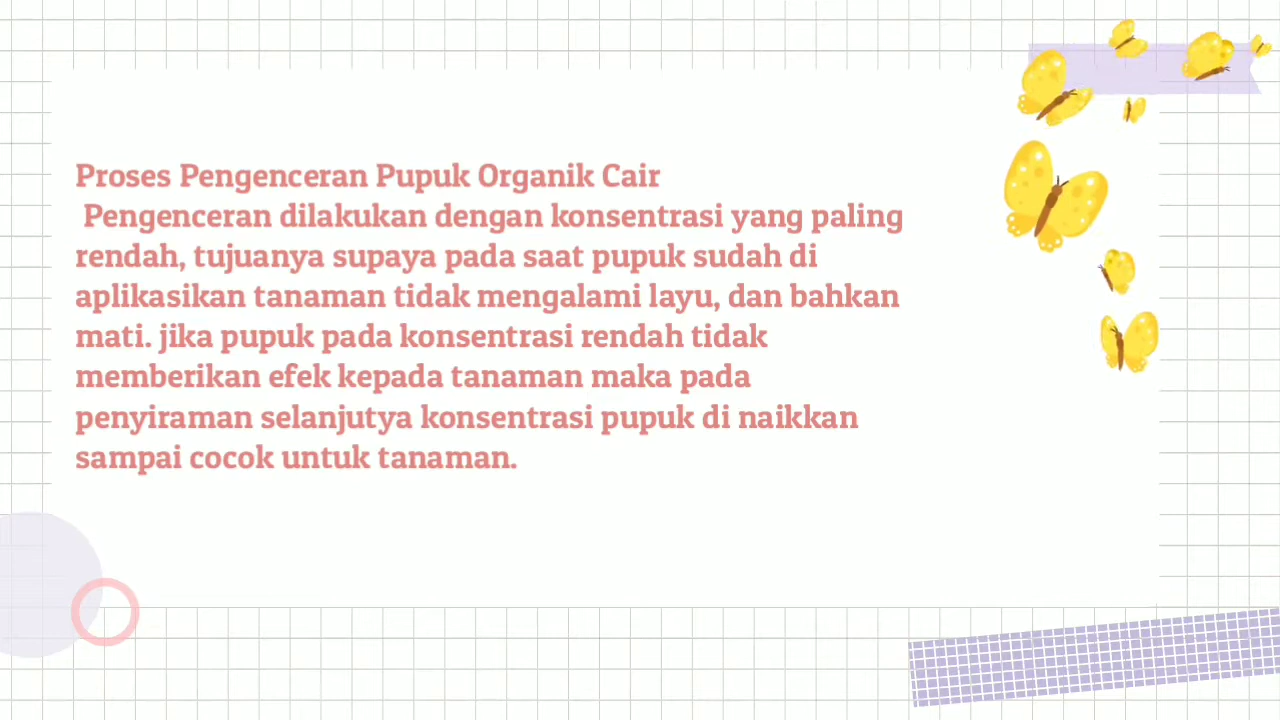 Proses Pengenceran Pupuk Organik Cair
Pengenceran dilakukan dengan konsentrasi yang paling
rendah, tujuanya supaya pada saat pupuk sudah di
aplikasikan tanaman tidak mengalami layu, dan bahkan
mati. jika pupuk pada konsentrasi rendah tidak
memberikan efek kepada tanaman maka pada
penyiraman selanjutya konsentrasi pupuk di naikkan
sampai cocok untuk tanaman.